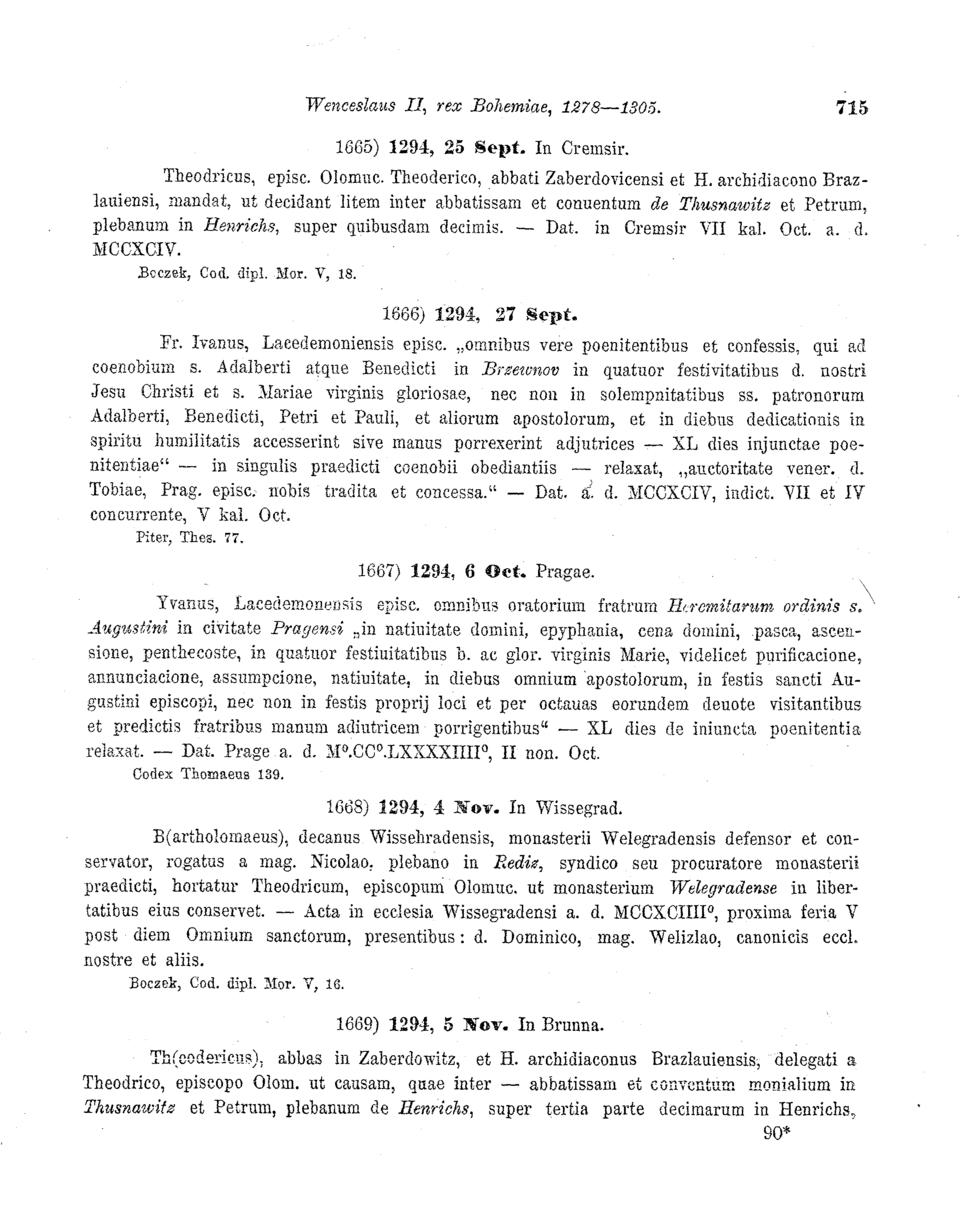 Wenceslaus II, rex Bohemiae, 1278—1305. 715
1665) 1294, 25 Sept. In Cremsir.
Theodricus, episc. Olomuc. Theoderico, abbati Zaberdovicensi et H. archidiacono Braz-
lauiensi, mandat, ut decidant litem inter abbatissam et conuentum de Thusnawitz et Petrum,
plebanum in Henrichs, super quibusdam decimis. — Dat. in Cremsir VII kal. Oct. a. d.
MCCXCIV.
Boczek, Cod. dipl. Mor. V, 18.
1666) 1294, 27 Sept.
Fr. Ivanus, Lacedemoniensis episc. „omnibus vere poenitentibus et confessis, qui ad
coenobium s. Adalberti atque Benedicti in Brzewnov in quatuor festivitatibus d. nostri
Jesu Christi et s. Mariae virginis gloriosae, nec non in solempnitatibus ss. patronorum
Adalberti, Benedicti, Petri et Pauli, et aliorum apostolorum, et in diebus dedicationis in
spiritu humilitatis accesserint sive manus porrexerint adjutrices — XL dies injunctae poe-
nitentiae“ — in singulis praedicti coenobii obediantiis — relaxat, „auctoritate vener. d.
Tobiae, Prag. episc. nobis tradita et concessa.“ — Dat. a. d. MCCXCIV, indict. VII et IV
concurrente, V kal. Oct.
Piter, Thes. 77.
1667) 1294, 6 Oct. Pragae.
Yvanus, Lacedemonensis episc. omnibus oratorium fratrum Heremitarum ordinis s.
Augustini in civitate Pragensi „in natiuitate domini, epyphania, cena domini, pasca, ascen-
sione, penthecoste, in quatuor festiuitatibus b. ac glor. virginis Marie, videlicet purificacione,
annunciacione, assumpcione, natiuitate, in diebus omnium apostolorum, in festis sancti Au-
gustini episcopi, nec non in festis proprij loci et per octauas eorundem deuote visitantibus
et predictis fratribus manum adiutricem porrigentibus“ — XL dies de iniuncta poenitentia
relaxat. — Dat. Prage a. d. M⁰.CC⁰.LXXXXIIII⁰, II non. Oct.
Codex Thomaeus 139.
1668) 1294, 4 Nov. In Wissegrad.
B(artholomaeus), decanus Wissehradensis, monasterii Welegradensis defensor et con-
servator, rogatus a mag. Nicolao, plebano in Rediz, syndico seu procuratore monasterii
praedicti, hortatur Theodricum, episcopum Olomuc. ut monasterium Welegradense in liber-
tatibus eius conservet. — Acta in ecclesia Wissegradensi a. d. MCCXCIIII⁰, proxima feria V
post diem Omnium sanctorum, presentibus: d. Dominico, mag. Welizlao, canonicis eccl.
nostre et aliis.
Boczek, Cod. dipl. Mor. V, 16.
1669) 1294, 5 Nov. In Brunna.
Th(eodericus), abbas in Zaberdowitz, et H. archidiaconus Brazlauiensis, delegati a
Theodrico, episcopo Olom. ut causam, quae inter — abbatissam et conventum monialium in
Thusnawitz et Petrum, plebanum de Henrichs, super tertia parte decimarum in Henrichs,
90*